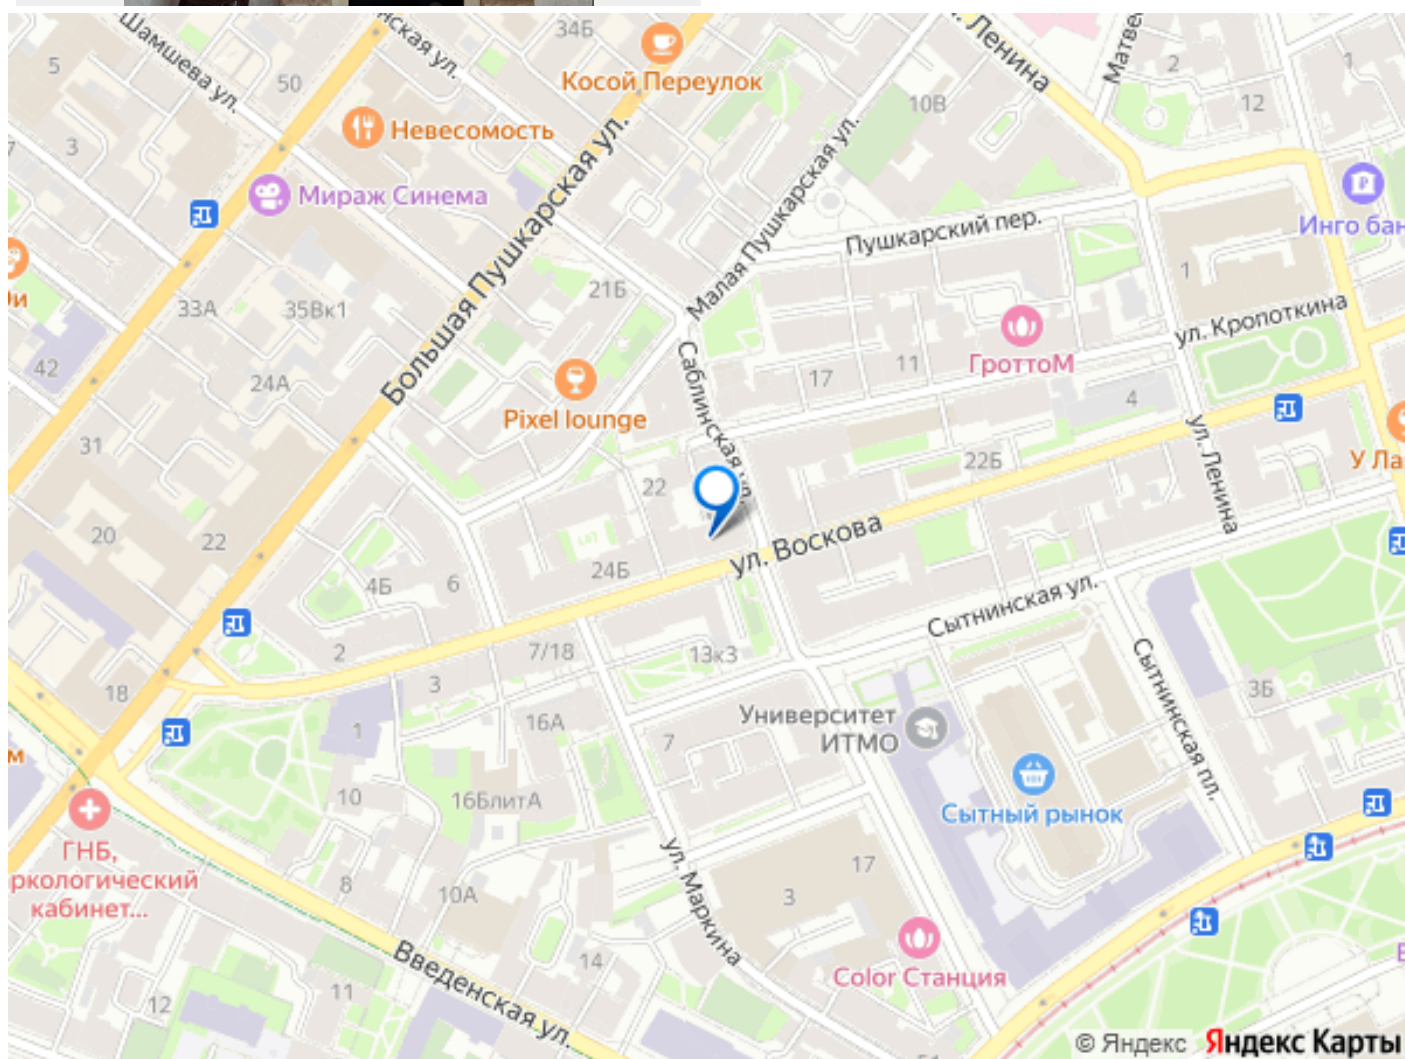 Шамшева ул.
нская ул.
34Б
Косой Переулок
. Ленина
Матве
2
1
5
50
10В
12
3
Невесомость
Мираж Синема
Большая Пушкарская ул.
Малая Пушкарская ул.
Пушкарский пер.
Инго бан
1
ул. Кропоткина
33А
35Вк1
21Б
42
24А
Pixel lounge
Саблинская ул.
17
11
ГроттоМ
4
31
22
22Б
ул. Ленина
У Ла
20
22
4Б
6
24Б
ул. Воскова
Сытнинская ул.
2
7/18
13к3
3
18
1
16А
7
Университет
ИТМО
Сытнинская пл.
3Б
м
10
16БлитА
Сытный рынок
ГНБ,
ркологический
кабинет...
8
10А
ул. Маркина
17
3
Введенская ул.
14
Color Станция
12
11
© Яндекс Яндекс Карты